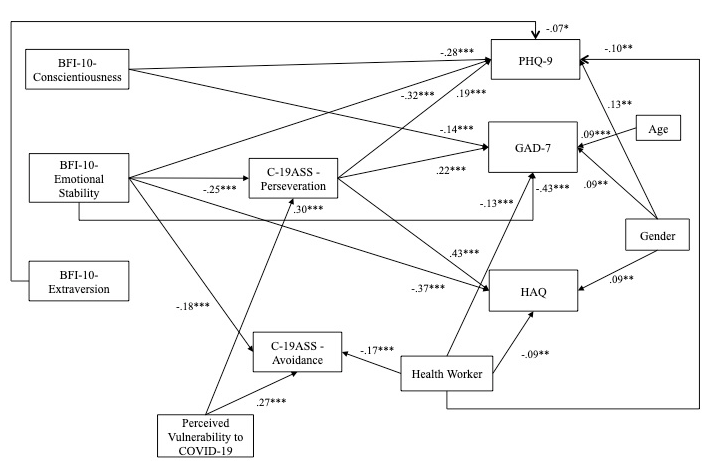 -.07*
BFI-10-
Conscientiousness
-.28***
PHQ-9
-.10**
-.32***
.19***
.13**
-.14***
GAD-7
.09***
Age
BFI-10-
Emotional
Stability
-.25***
C-19ASS -
Perseveration
.22***
.09**
-.13***
-.43***
.30***
Gender
BFI-10-
Extraversion
.43***
-.37***
HAQ
.09**
-.18***
C-19ASS -
Avoidance
-.17***
Health Worker
-.09**
.27***
Perceived
Vulnerability to
COVID-19